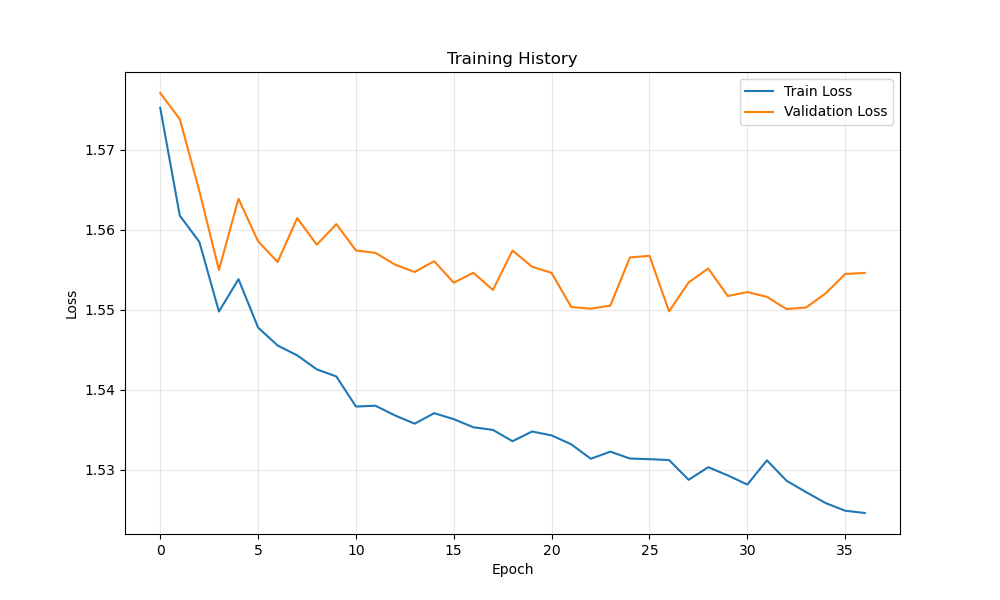 Training History
Train Loss
Validation Loss
1.57
1.56
1.55
1.54
1.53
Loss
0 5 10 15 20 25 30 35
Epoch